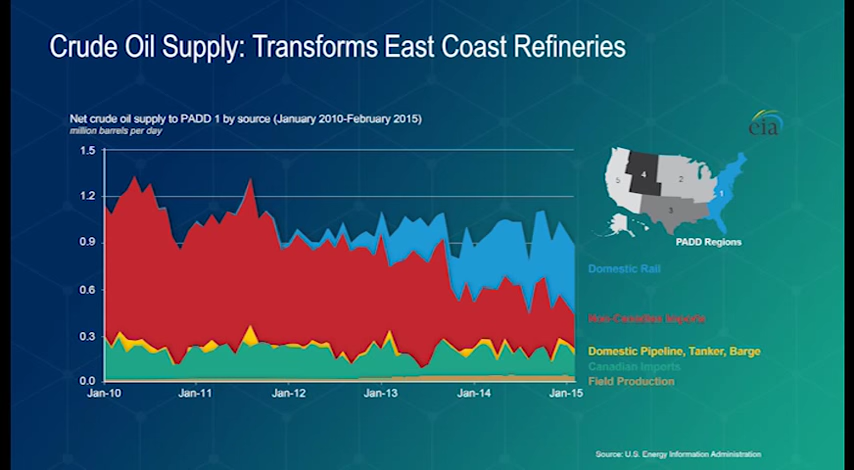 Crude Oil Supply: Transforms East Coast Refineries
Net crude oil supply to PADD 1 by source (January 2010-February 2015)
million barrels per day
eia
1.5
1.2
0.9
0.6
0.3
0.0
Jan-10 Jan-11 Jan-12 Jan-13 Jan-14 Jan-15
5 4 2 1
3
PADD Regions
Domestic Rail
Non-Canadian Imports
Domestic Pipeline, Tanker, Barge
Canadian Imports
Field Production
Source: U.S. Energy Information Administration